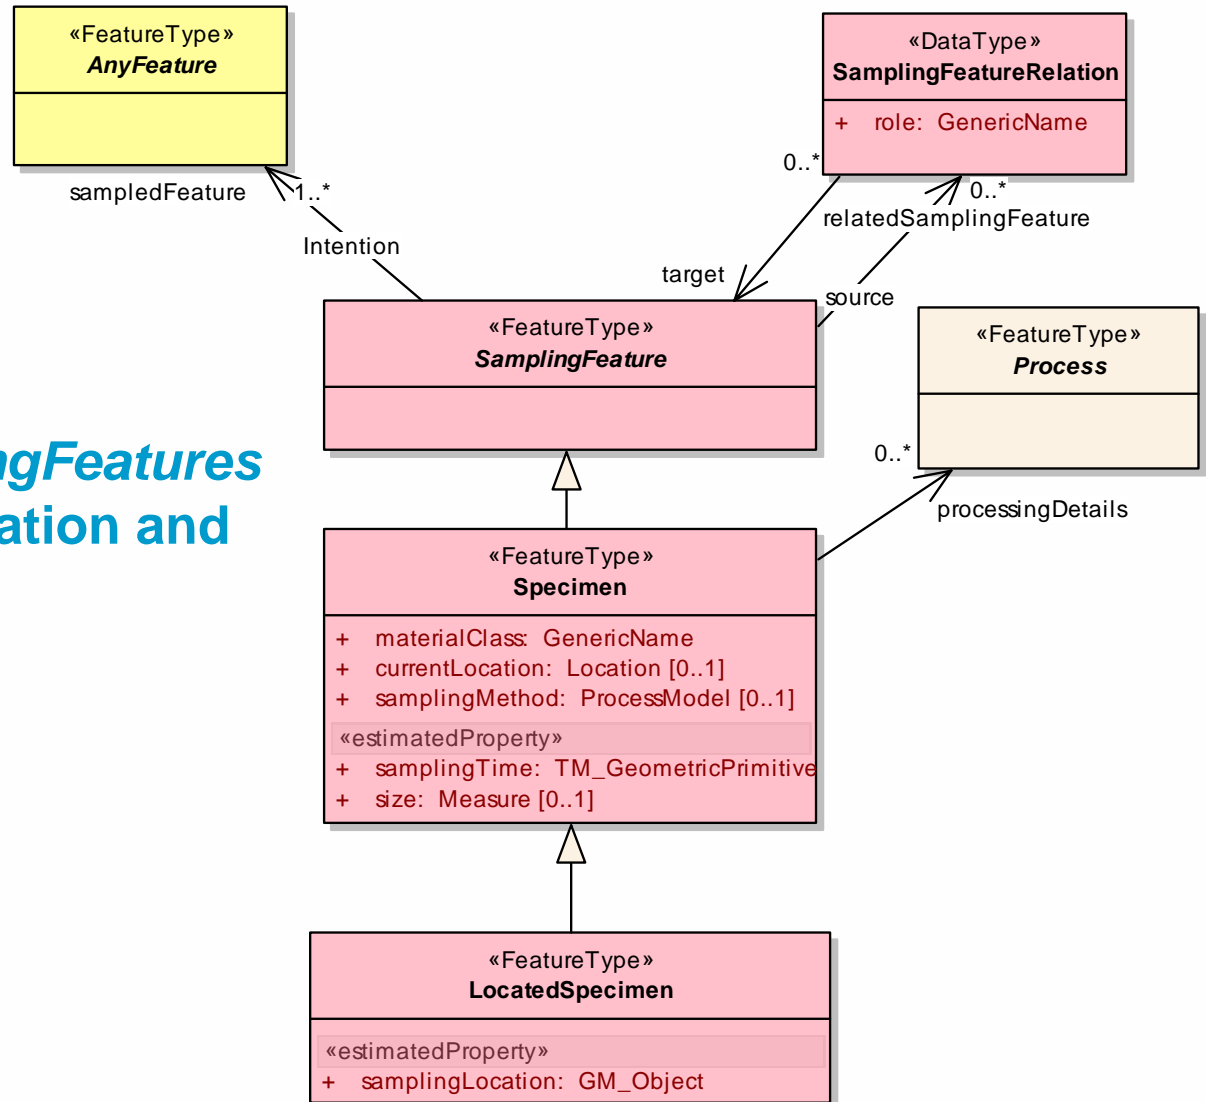 «FeatureType»
AnyFeature
«DataType»
SamplingFeatureRelation
+ role: GenericName
sampledFeature
1..*
Intention
0..*
0..*
relatedSamplingFeature
target
source
«FeatureType»
SamplingFeature
«FeatureType»
Process
0..*
processingDetails
ngFeatures
ation and
«FeatureType»
Specimen
+ materialClass: GenericName
+ currentLocation: Location [0..1]
+ samplingMethod: ProcessModel [0..1]
«estimatedProperty»
+ samplingTime: TM_GeometricPrimitive
+ size: Measure [0..1]
«FeatureType»
LocatedSpecimen
«estimatedProperty»
+ samplingLocation: GM_Object